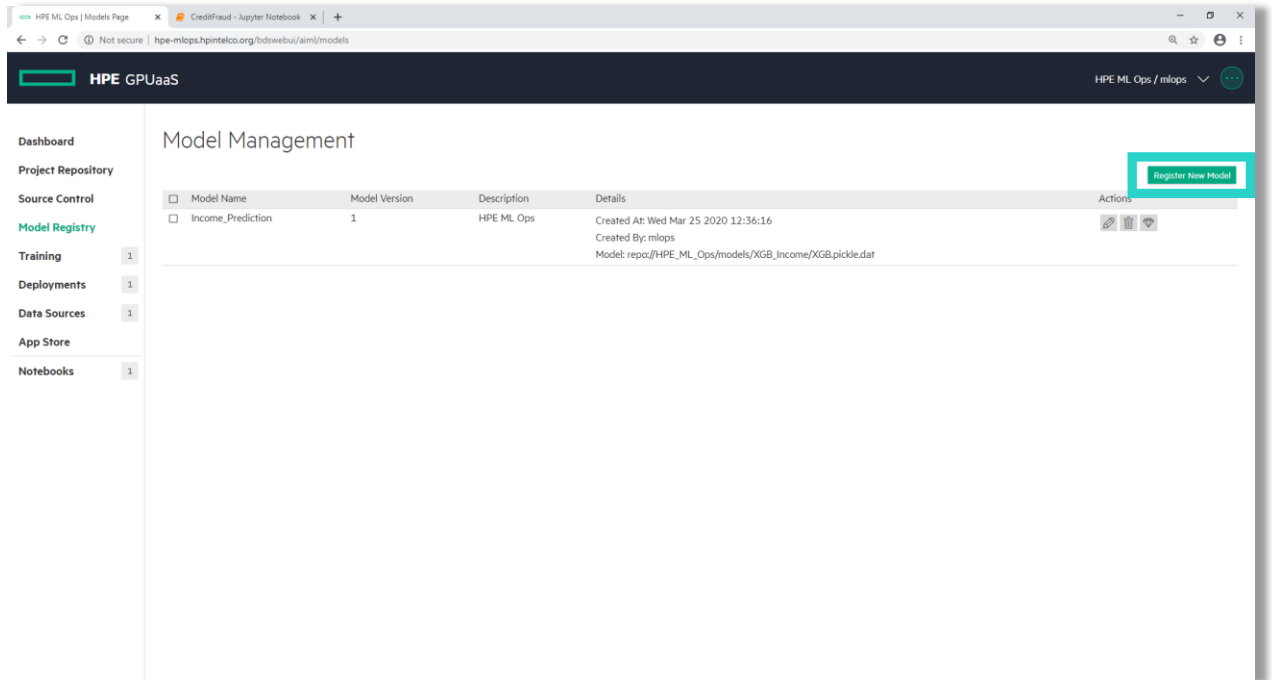 HPE ML Ops | Models Page
CreditFraud - Jupyter Notebook
Not secure | hpe-mlops.hpintelco.org/bdswebui/aiml/models
HPE GPUaaS
HPE ML Ops / mlops
Dashboard
Project Repository
Source Control
Model Registry
Training 1
Deployments 1
Data Sources 1
App Store
Notebooks 1
Model Management
Register New Model
Model Name Model Version Description Details Actions
Income_Prediction 1 HPE ML Ops Created At: Wed Mar 25 2020 12:36:16
Created By: mlops
Model: repo://HPE_ML_Ops/models/XGB_Income/XGB.pickle.dat